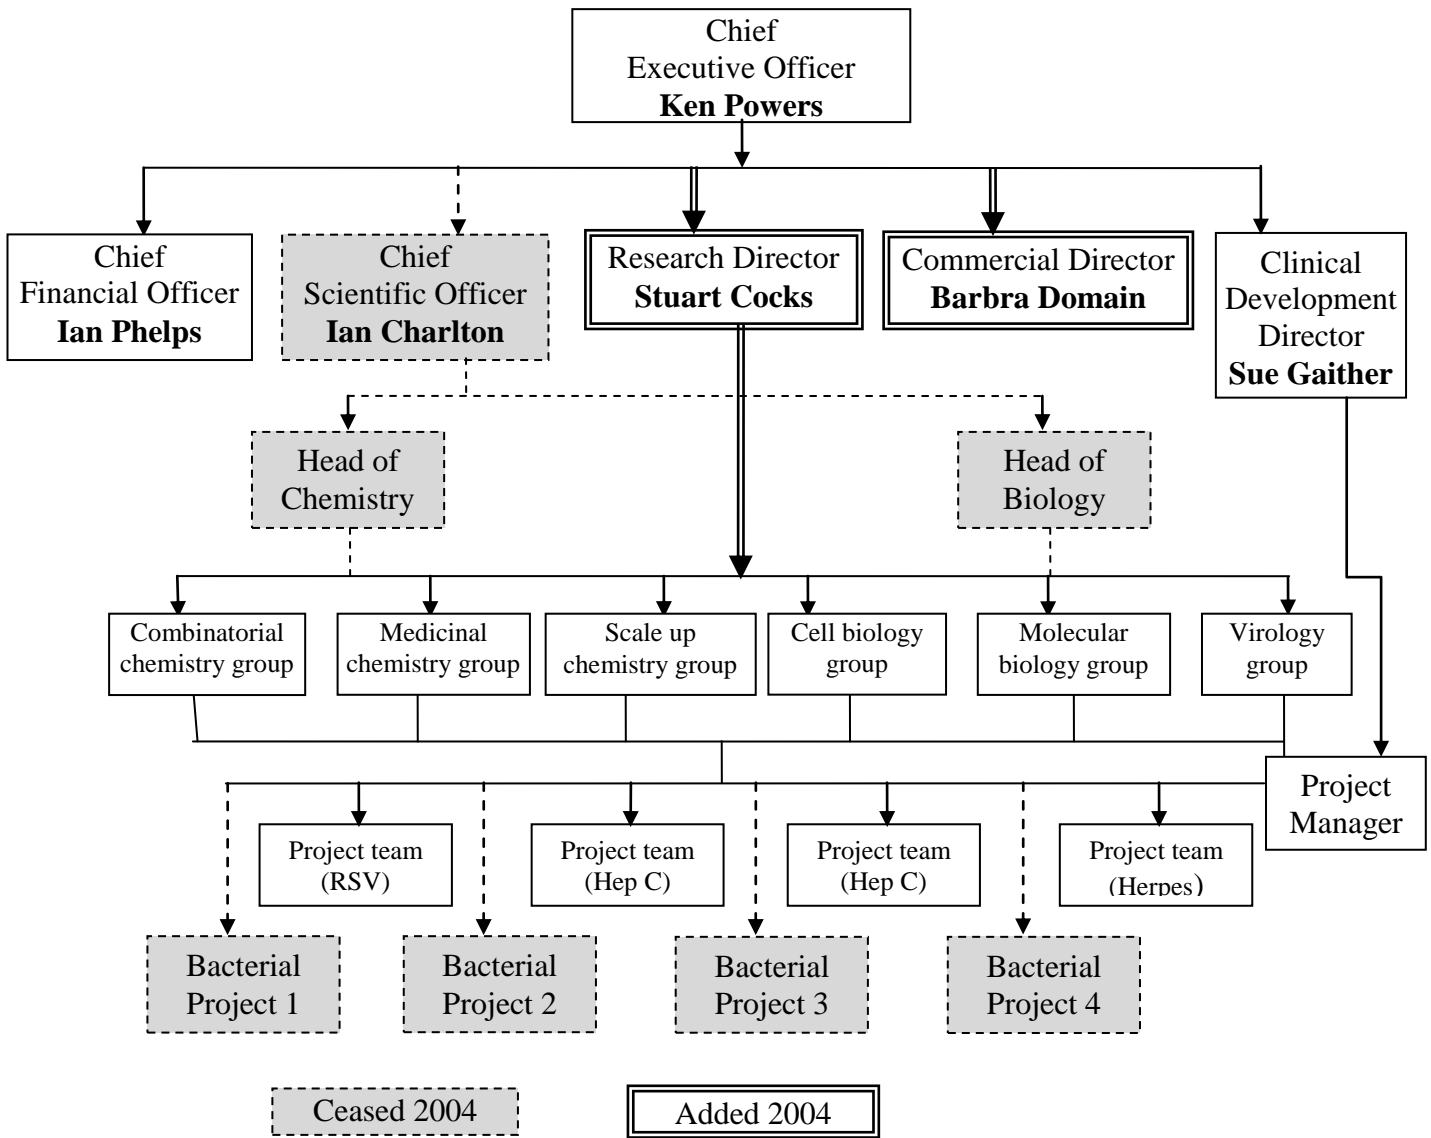 Chief
Executive Officer
Ken Powers
Chief
Financial Officer
Ian Phelps
Chief
Scientific Officer
Ian Charlton
Research Director
Stuart Cocks
Commercial Director
Barbra Domain
Clinical
Development
Director
Sue Gaither
Head of
Chemistry
Head of
Biology
Combinatorial
chemistry group
Medicinal
chemistry group
Scale up
chemistry group
Cell biology
group
Molecular
biology group
Virology
group
Project
Manager
Project team
(RSV)
Project team
(Hep C)
Project team
(Hep C)
Project team
(Herpes)
Bacterial
Project 1
Bacterial
Project 2
Bacterial
Project 3
Bacterial
Project 4
Ceased 2004
Added 2004